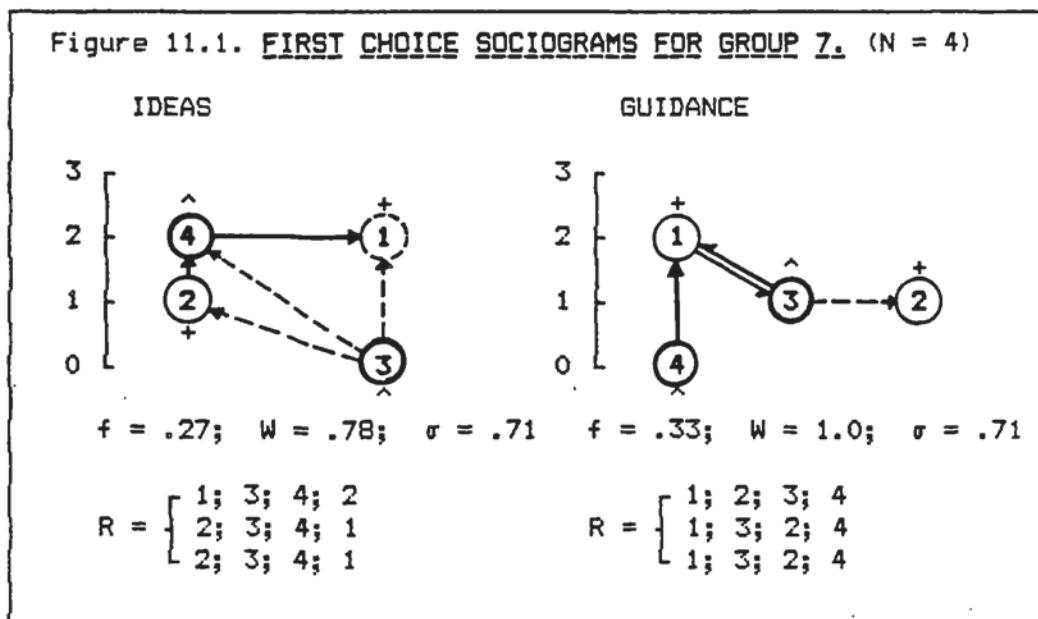 Figure 11.1. FIRST CHOICE SOCIOGRAMS FOR GROUP 7. (N = 4)
IDEAS GUIDANCE
3 3
^ + +
2 4 1 2 1
^ +
1 2 1 3 2
+
0 3 0 4
^ ^
f = .27; W = .78; σ = .71 f = .33; W = 1.0; σ = .71
1; 3; 4; 2 1; 2; 3; 4
R = 2; 3; 4; 1 R = 1; 3; 2; 4
2; 3; 4; 1 1; 3; 2; 4